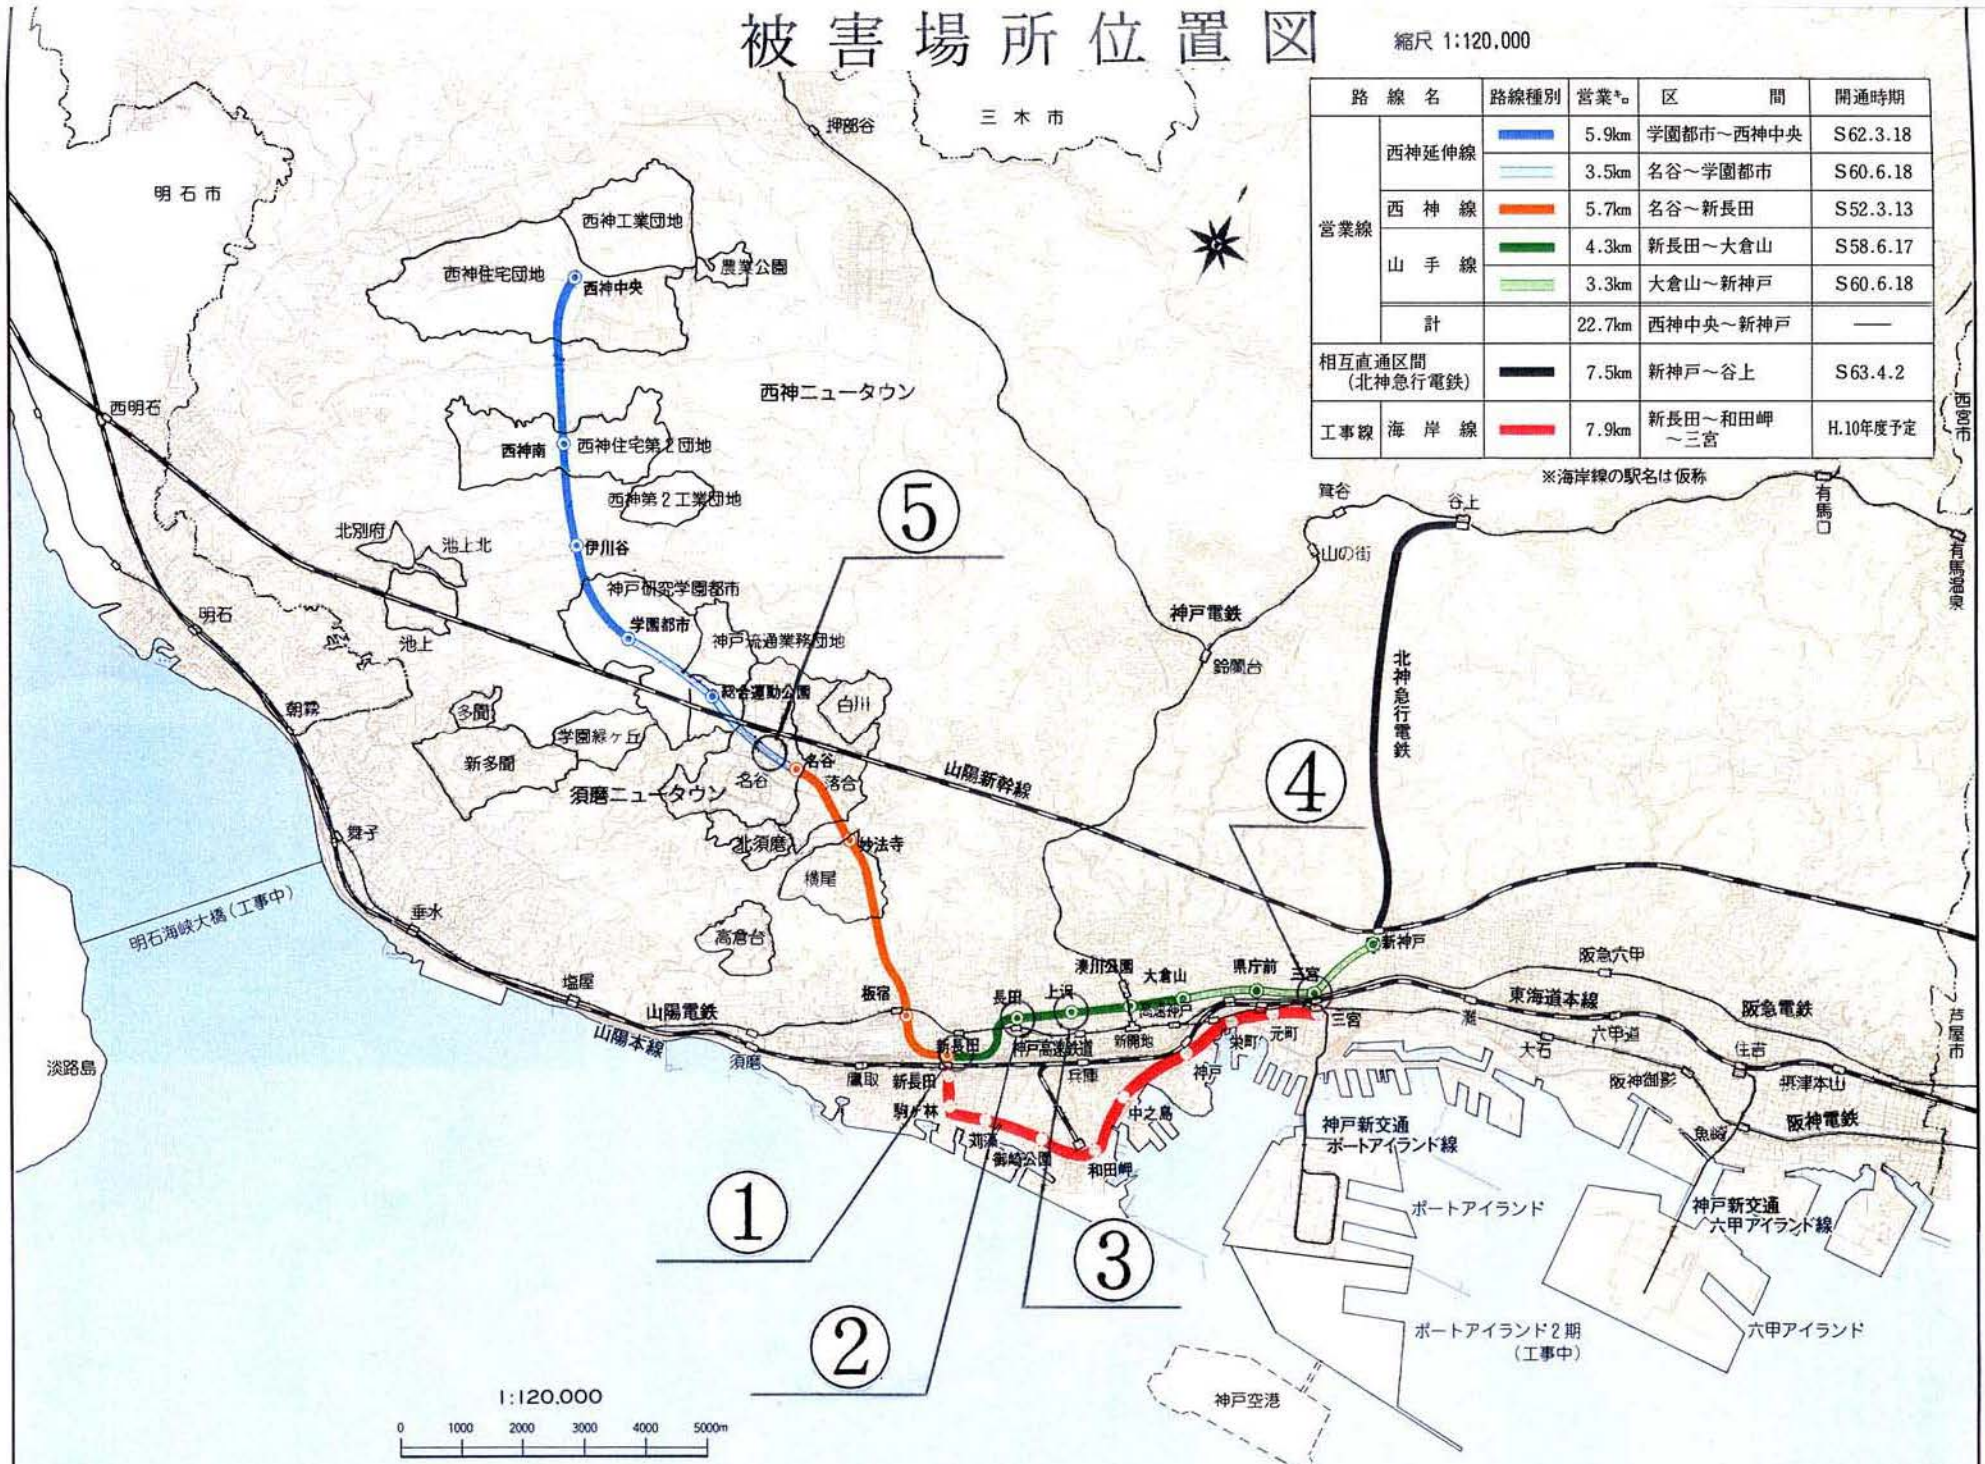 被害場所位置図
縮尺 1:120.000
路線名 路線種別 営業㌔ 区間 開通時期
営業線 西神延伸線 5.9km 学園都市～西神中央 S62.3.18
3.5km 名谷～学園都市 S60.6.18
西神線 5.7km 名谷～新長田 S52.3.13
山手線 4.3km 新長田～大倉山 S58.6.17
3.3km 大倉山～新神戸 S60.6.18
計 22.7km 西神中央～新神戸 ――
相互直通区間
(北神急行電鉄) 7.5km 新神戸～谷上 S63.4.2
工事線 海岸線 7.9km 新長田～和田岬
～三宮 H.10年度予定
※海岸線の駅名は仮称
押部谷
三木市
明石市
西神工業団地
西神住宅団地
農業公園
西神中央
西神ニュータウン
西明石
西神南
西神住宅第2団地
西神第2工業団地
⑤
西宮市
箕谷
谷上
有馬口
有馬温泉
山の街
北別府
池上北
伊川谷
神戸研究学園都市
明石
池上
学園都市
神戸流通業務団地
神戸電鉄
鈴蘭台
北神急行電鉄
朝霧
多聞
総合運動公園
白川
学園緑ヶ丘
新多聞
名谷
名谷
落合
須磨ニュータウン
山陽新幹線
④
舞子
北須磨
妙法寺
横尾
明石海峡大橋(工事中)
垂水
高倉台
新神戸
塩屋
山陽電鉄
山陽本線
板宿
長田
上沢
湊川公園
大倉山
県庁前
三宮
阪急六甲
東海道本線
阪急電鉄
芦屋市
淡路島
須磨
鷹取
新長田
新長田
神戸高速鉄道
新開地
高速神戸
兵庫
神戸
栄町
元町
三宮
灘
大石
六甲道
住吉
阪神御影
摂津本山
阪神電鉄
魚崎
駒ヶ林
苅藻
御崎公園
和田岬
中之島
神戸新交通
ポートアイランド線
神戸新交通
六甲アイランド線
ポートアイランド
①
③
②
ポートアイランド2期
(工事中)
六甲アイランド
神戸空港
1:120,000
0 1000 2000 3000 4000 5000m